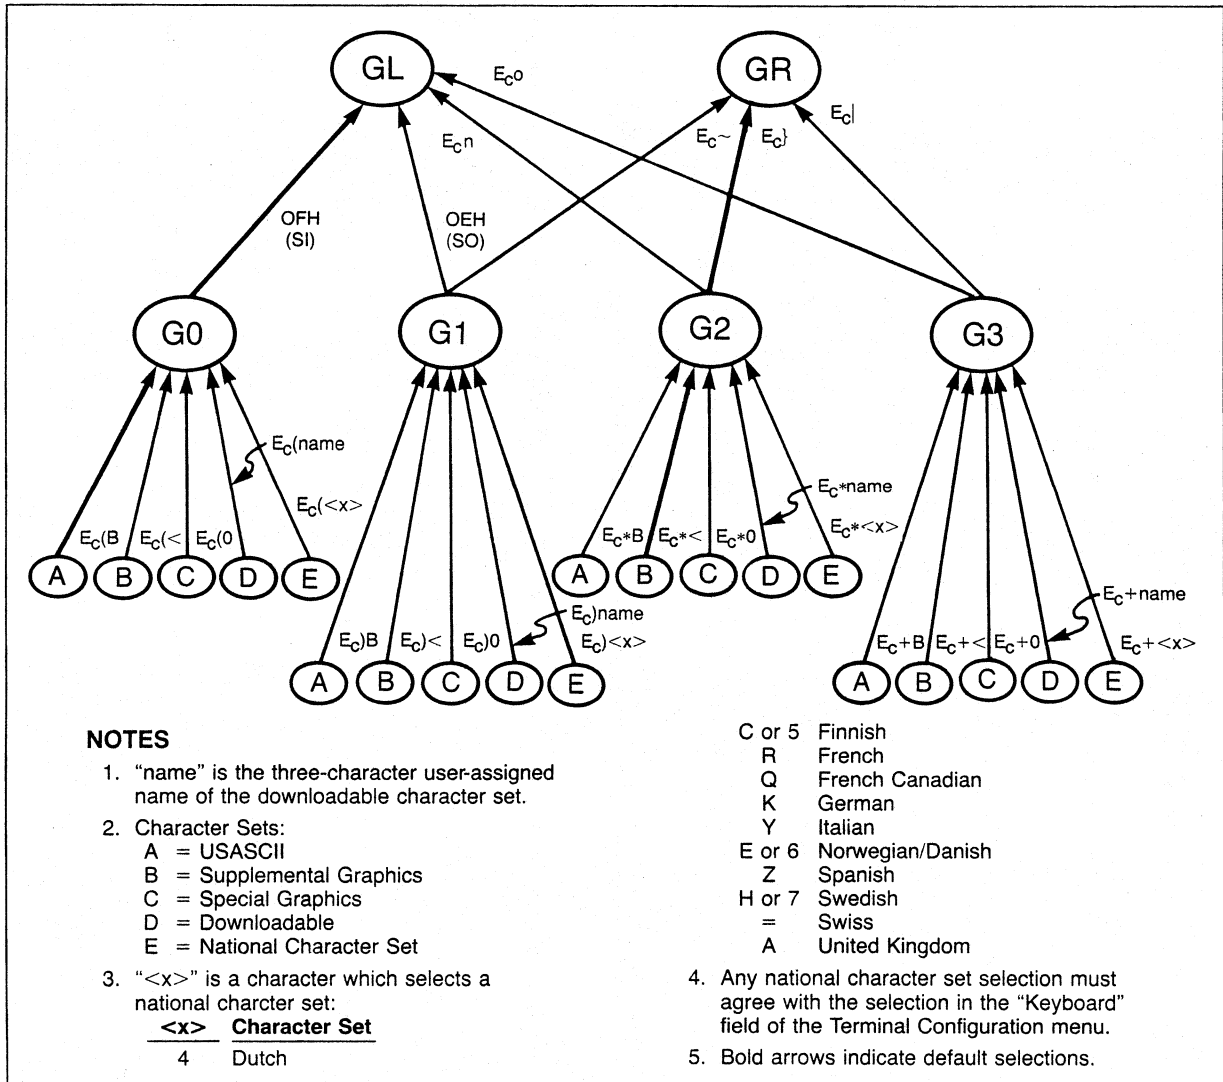 GL
GR
Eco
Ecn
Ec~
Ec}
Ec|
OFH
(SI)
OEH
(SO)
G0
G1
G2
G3
Ec(name
Ec(<x>
Ec(B
Ec(<
Ec(0
A
B
C
D
E
Ec*name
Ec*<x>
Ec*B
Ec*<
Ec*0
A
B
C
D
E
Ec)name
Ec)<x>
Ec)B
Ec)<
Ec)0
A
B
C
D
E
Ec+name
Ec+<x>
Ec+B
Ec+<
Ec+0
A
B
C
D
E
NOTES
1. "name" is the three-character user-assigned
name of the downloadable character set.
2. Character Sets:
A = USASCII
B = Supplemental Graphics
C = Special Graphics
D = Downloadable
E = National Character Set
3. "<x>" is a character which selects a
national charcter set:
<x> Character Set
4 Dutch
C or 5 Finnish
R French
Q French Canadian
K German
Y Italian
E or 6 Norwegian/Danish
Z Spanish
H or 7 Swedish
= Swiss
A United Kingdom
4. Any national character set selection must
agree with the selection in the "Keyboard"
field of the Terminal Configuration menu.
5. Bold arrows indicate default selections.